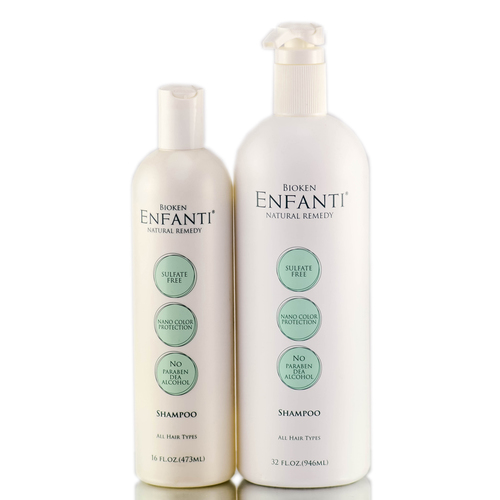 BIOKEN
ENFANTI®
NATURAL REMEDY
SULFATE
FREE
NANO COLOR
PROTECTION
NO
PARABEN
DEA
ALCOHOL
SHAMPOO
ALL HAIR TYPES
16 FL.OZ.(473ML)
BIOKEN
ENFANTI®
NATURAL REMEDY
SULFATE
FREE
NANO COLOR
PROTECTION
NO
PARABEN
DEA
ALCOHOL
SHAMPOO
ALL HAIR TYPES
32 FL.OZ.(946ML)